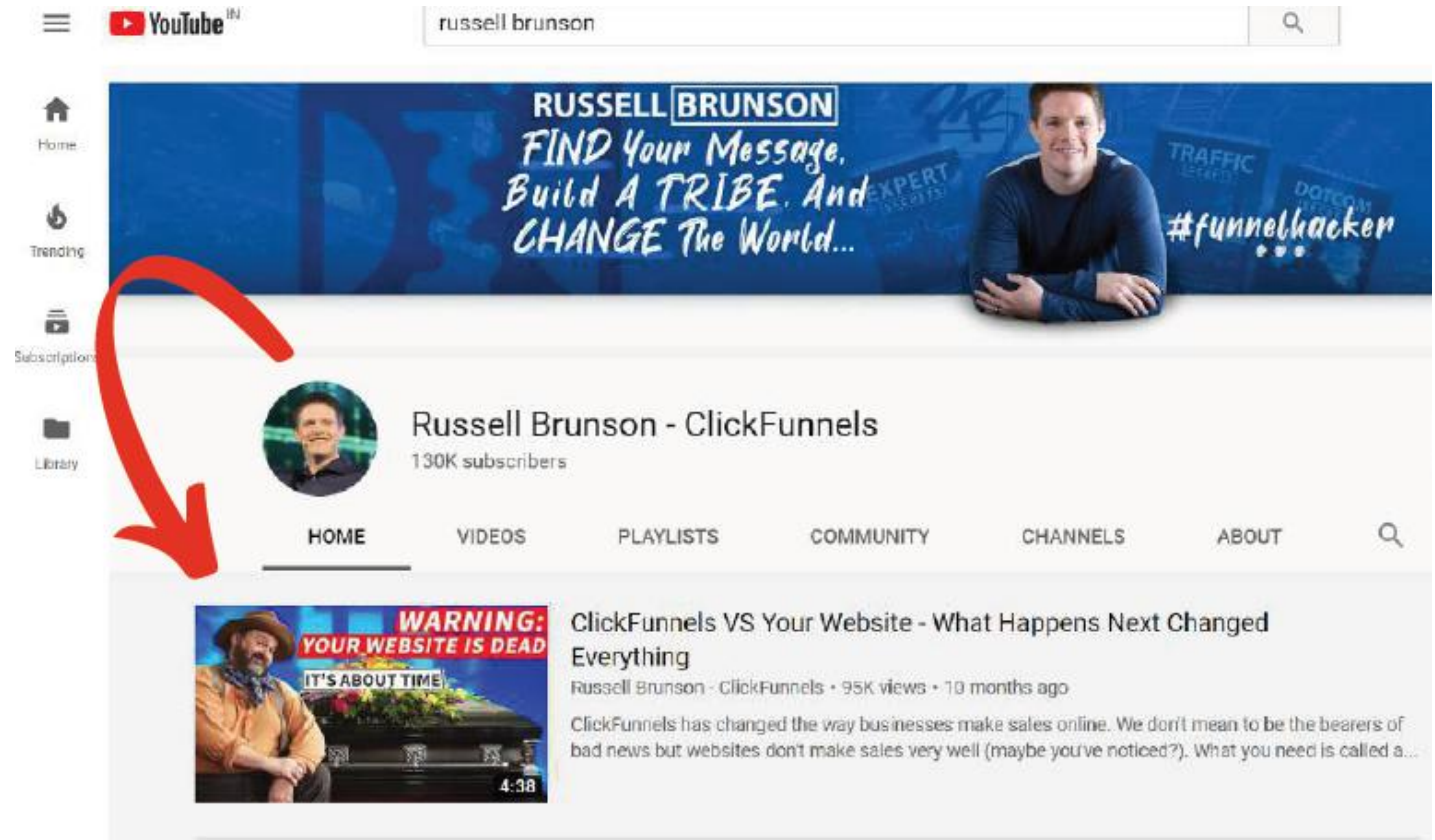 YouTube IN
russell brunson
RUSSELL BRUNSON
FIND Your Message,
Build A TRIBE, And
CHANGE The World...
EXPERT
SECRETS
TRAFFIC
SECRETS
DOTCOM
SECRETS
#funnelhacker
Home
Trending
Subscriptions
Library
Russell Brunson - ClickFunnels
130K subscribers
HOME VIDEOS PLAYLISTS COMMUNITY CHANNELS ABOUT
WARNING:
YOUR WEBSITE IS DEAD
IT'S ABOUT TIME
4:38
ClickFunnels VS Your Website - What Happens Next Changed
Everything
Russell Brunson - ClickFunnels • 95K views • 10 months ago
ClickFunnels has changed the way businesses make sales online. We don't mean to be the bearers of
bad news but websites don't make sales very well (maybe you've noticed?). What you need is called a...